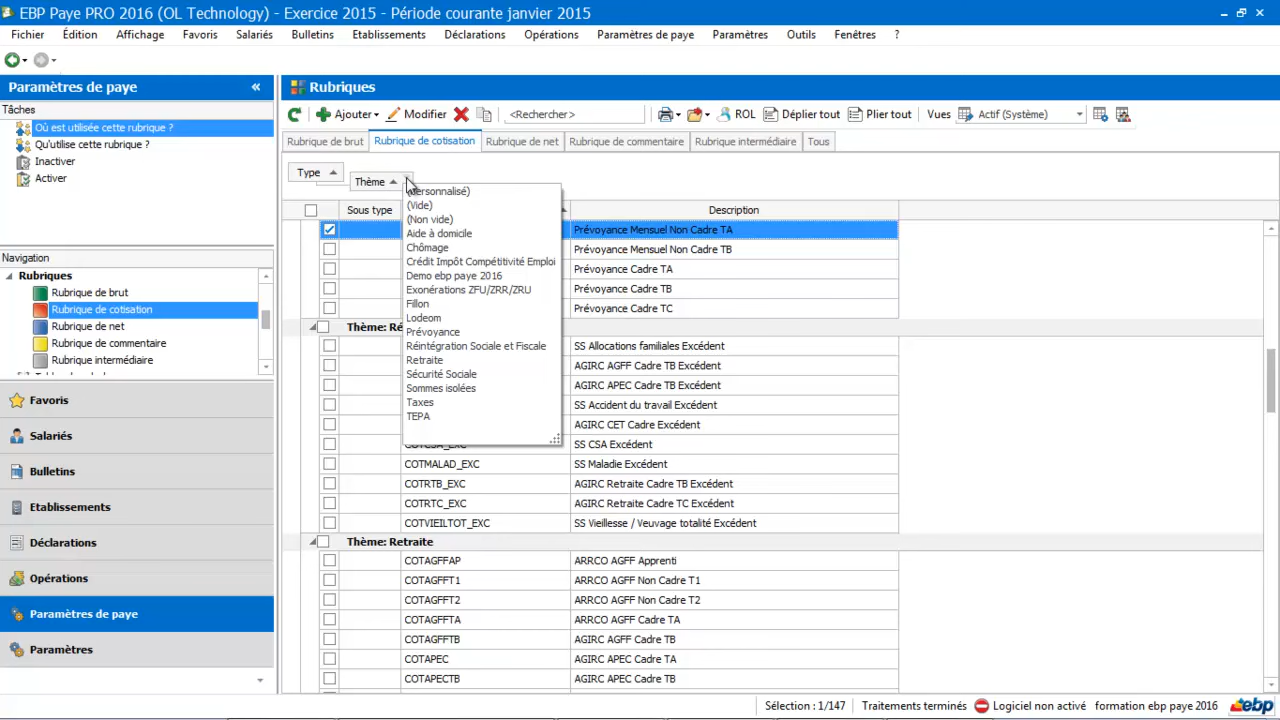 EBP Paye PRO 2016 (OL Technology) - Exercice 2015 - Période courante janvier 2015
Fichier Édition Affichage Favoris Salariés Bulletins Etablissements Déclarations Opérations Paramètres de paye Paramètres Outils Fenêtres ?
Paramètres de paye «
Tâches
Où est utilisée cette rubrique ?
Qu'utilise cette rubrique ?
Inactiver
Activer
Navigation
Rubriques
Rubrique de brut
Rubrique de cotisation
Rubrique de net
Rubrique de commentaire
Rubrique intermédiaire
Favoris
Salariés
Bulletins
Etablissements
Déclarations
Opérations
Paramètres de paye
Paramètres
Rubriques
Ajouter Modifier <Rechercher> ROL Déplier tout Plier tout Vues Actif (Système)
Rubrique de brut Rubrique de cotisation Rubrique de net Rubrique de commentaire Rubrique intermédiaire Tous
Type
Thème
(Vide)
(Non vide)
Aide à domicile
Chômage
Crédit Impôt Compétitivité Emploi
Demo ebp paye 2016
Exonérations ZFU/ZRR/ZRU
Fillon
Lodeom
Prévoyance
Réintégration Sociale et Fiscale
Retraite
Sécurité Sociale
Sommes isolées
Taxes
TEPA
Sous type Description
Prévoyance Mensuel Non Cadre TA
Prévoyance Mensuel Non Cadre TB
Prévoyance Cadre TA
Prévoyance Cadre TB
Prévoyance Cadre TC
Thème: Ré
SS Allocations familiales Excédent
AGIRC AGFF Cadre TB Excédent
AGIRC APEC Cadre TB Excédent
SS Accident du travail Excédent
AGIRC CET Cadre Excédent
COTCSA_EXC SS CSA Excédent
COTMALAD_EXC SS Maladie Excédent
COTRTB_EXC AGIRC Retraite Cadre TB Excédent
COTRTC_EXC AGIRC Retraite Cadre TC Excédent
COTVIEILTOT_EXC SS Vieillesse / Veuvage totalité Excédent
Thème: Retraite
COTAGFFAP ARRCO AGFF Apprenti
COTAGFFT1 ARRCO AGFF Non Cadre T1
COTAGFFT2 ARRCO AGFF Non Cadre T2
COTAGFFTA ARRCO AGFF Cadre TA
COTAGFFTB AGIRC AGFF Cadre TB
COTAPEC AGIRC APEC Cadre TA
COTAPECTB AGIRC APEC Cadre TB
Sélection : 1/147 Traitements terminés Logiciel non activé formation ebp paye 2016 ebp